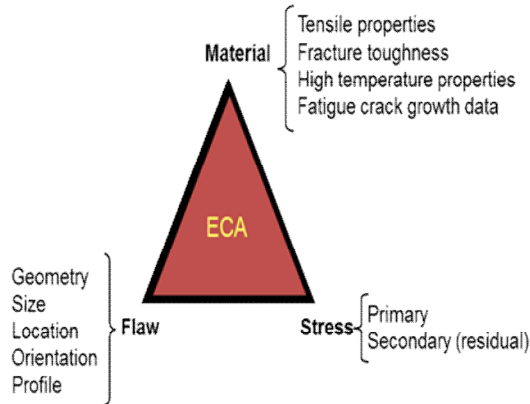 Material
Tensile properties
Fracture toughness
High temperature properties
Fatigue crack growth data
ECA
Geometry
Size
Location
Orientation
Profile
Flaw
Stress
Primary
Secondary (residual)